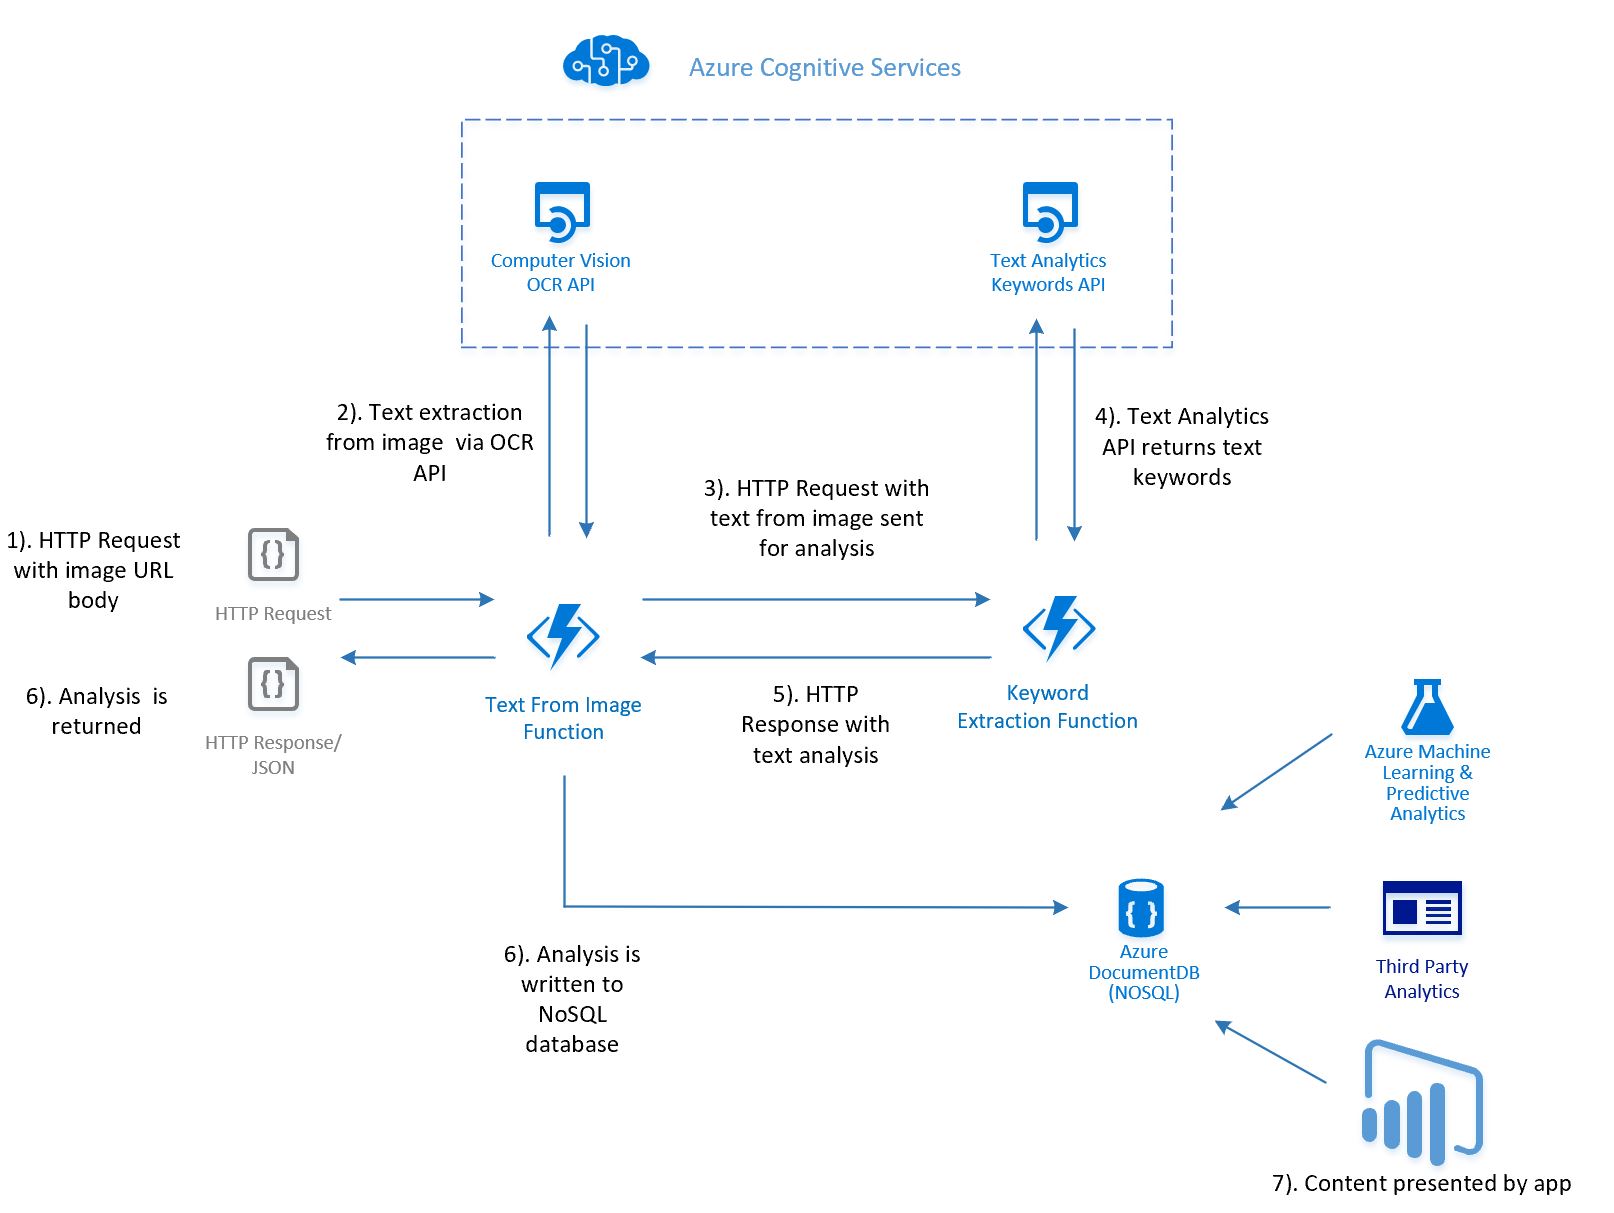 Azure Cognitive Services
Computer Vision
OCR API
Text Analytics
Keywords API
2). Text extraction
from image via OCR
API
4). Text Analytics
API returns text
keywords
3). HTTP Request with
text from image sent
for analysis
1). HTTP Request
with image URL
body
HTTP Request
6). Analysis is
returned
HTTP Response/
JSON
Text From Image
Function
5). HTTP
Response with
text analysis
Keyword
Extraction Function
Azure Machine
Learning &
Predictive
Analytics
6). Analysis is
written to
NoSQL
database
Azure
DocumentDB
(NOSQL)
Third Party
Analytics
7). Content presented by app